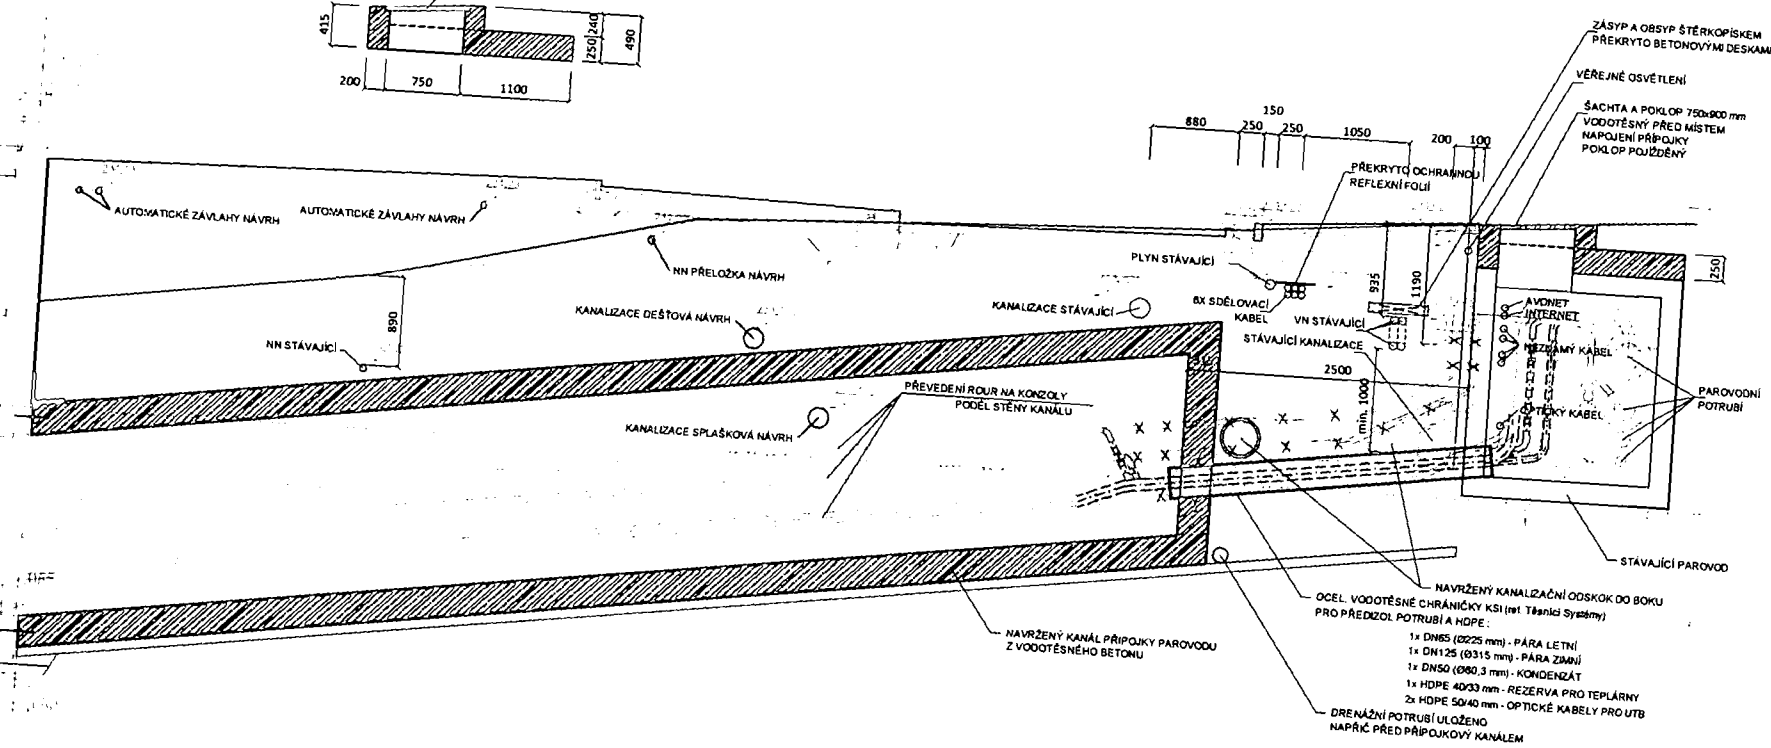 415
240
250
490
200
750
1100
ZÁSYP A OBSYP ŠTĚRKOPÍSKEM
PŘEKRYTO BETONOVÝMI DESKAMI
VEŘEJNÉ OSVĚTLENÍ
ŠACHTA A POKLOP 750x900 mm
VODOTĚSNÝ PŘED MÍSTEM
NAPOJENÍ PŘÍPOJKY
POKLOP POJÍŽDĚNÝ
150
880
250
250
1050
200
100
PŘEKRYTO OCHRANNOU
REFLEXNÍ FOLIÍ
AUTOMATICKÉ ZÁVLAHY NÁVRH
AUTOMATICKÉ ZÁVLAHY NÁVRH
NN PŘELOŽKA NÁVRH
PLYN STÁVAJÍCÍ
6X SDĚLOVACÍ
KABEL
935
1190
250
890
KANALIZACE DEŠŤOVÁ NÁVRH
KANALIZACE STÁVAJÍCÍ
VN STÁVAJÍCÍ
STÁVAJÍCÍ KANALIZACE
AVONET
INTERNET
NEZNÁMÝ KABEL
NN STÁVAJÍCÍ
2500
min. 1000
PŘEVEDENÍ ROUR NA KONZOLY
PODÉL STĚNY KANÁLU
PAROVODNÍ
POTRUBÍ
OPTICKÝ KABEL
KANALIZACE SPLAŠKOVÁ NÁVRH
STÁVAJÍCÍ PAROVOD
NAVRŽENÝ KANALIZAČNÍ ODSKOK DO BOKU
OCEL. VODOTĚSNÉ CHRÁNIČKY KSI (ref. Těsnící Systémy)
PRO PŘEDIZOL POTRUBÍ A HDPE :
1x DN65 (Ø225 mm) - PÁRA LETNÍ
1x DN125 (Ø315 mm) - PÁRA ZIMNÍ
1x DN50 (Ø60,3 mm) - KONDENZÁT
1x HDPE 40/33 mm - REZERVA PRO TEPLÁRNY
2x HDPE 50/40 mm - OPTICKÉ KABELY PRO UTB
NAVRŽENÝ KANÁL PŘÍPOJKY PAROVODU
Z VODOTĚSNÉHO BETONU
DRENÁŽNÍ POTRUBÍ ULOŽENO
NAPŘÍČ PŘED PŘÍPOJKOVÝ KANÁLEM